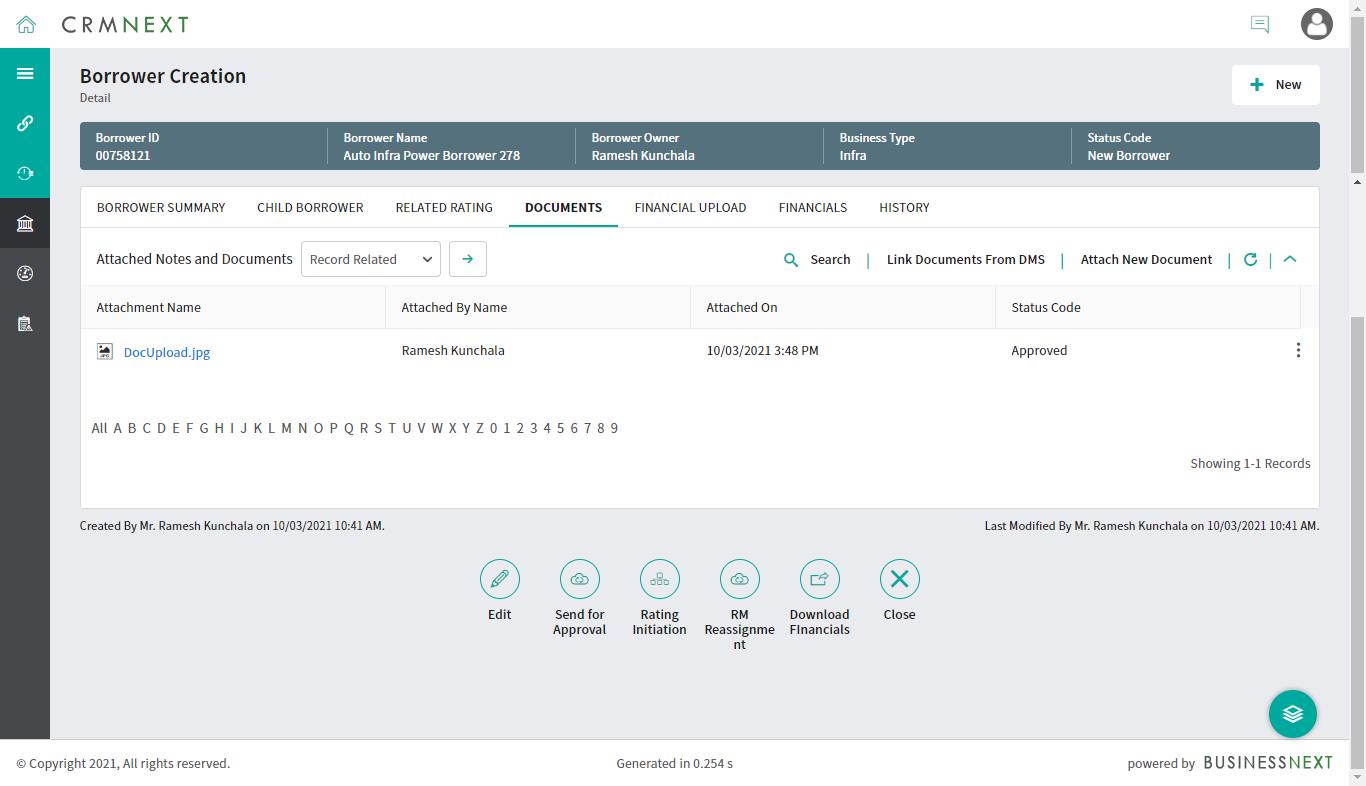 CRMNEXT
Borrower Creation
Detail
New
Borrower ID
00758121
Borrower Name
Auto Infra Power Borrower 278
Borrower Owner
Ramesh Kunchala
Business Type
Infra
Status Code
New Borrower
BORROWER SUMMARY CHILD BORROWER RELATED RATING DOCUMENTS FINANCIAL UPLOAD FINANCIALS HISTORY
Attached Notes and Documents Record Related Search | Link Documents From DMS | Attach New Document | |
Attachment Name Attached By Name Attached On Status Code
JPG DocUpload.jpg Ramesh Kunchala 10/03/2021 3:48 PM Approved
All A B C D E F G H I J K L M N O P Q R S T U V W X Y Z 0 1 2 3 4 5 6 7 8 9
Showing 1-1 Records
Created By Mr. Ramesh Kunchala on 10/03/2021 10:41 AM. Last Modified By Mr. Ramesh Kunchala on 10/03/2021 10:41 AM.
Edit
Send for
Approval
Rating
Initiation
RM
Reassignme
nt
Download
FInancials
Close
© Copyright 2021, All rights reserved. Generated in 0.254 s powered by BUSINESSNEXT